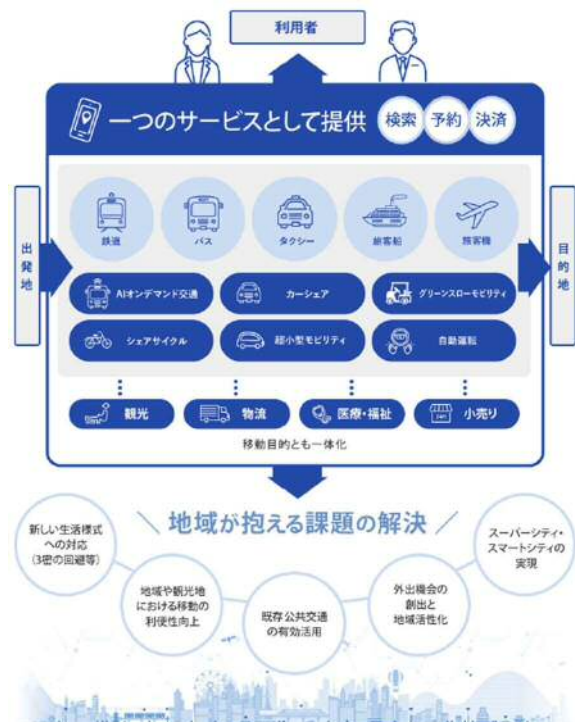 利用者
一つのサービスとして提供 検索 予約 決済
出発地
目的地
鉄道 バス タクシー 旅客船 旅客機
AIオンデマンド交通 カーシェア グリーンスローモビリティ
シェアサイクル 超小型モビリティ 自動運転
観光 物流 医療・福祉 小売り
移動目的とも一体化
地域が抱える課題の解決
新しい生活様式
への対応
(3密の回避等)
地域や観光地
における移動の
利便性向上
既存公共交通
の有効活用
外出機会の
創出と
地域活性化
スーパーシティ・
スマートシティの
実現